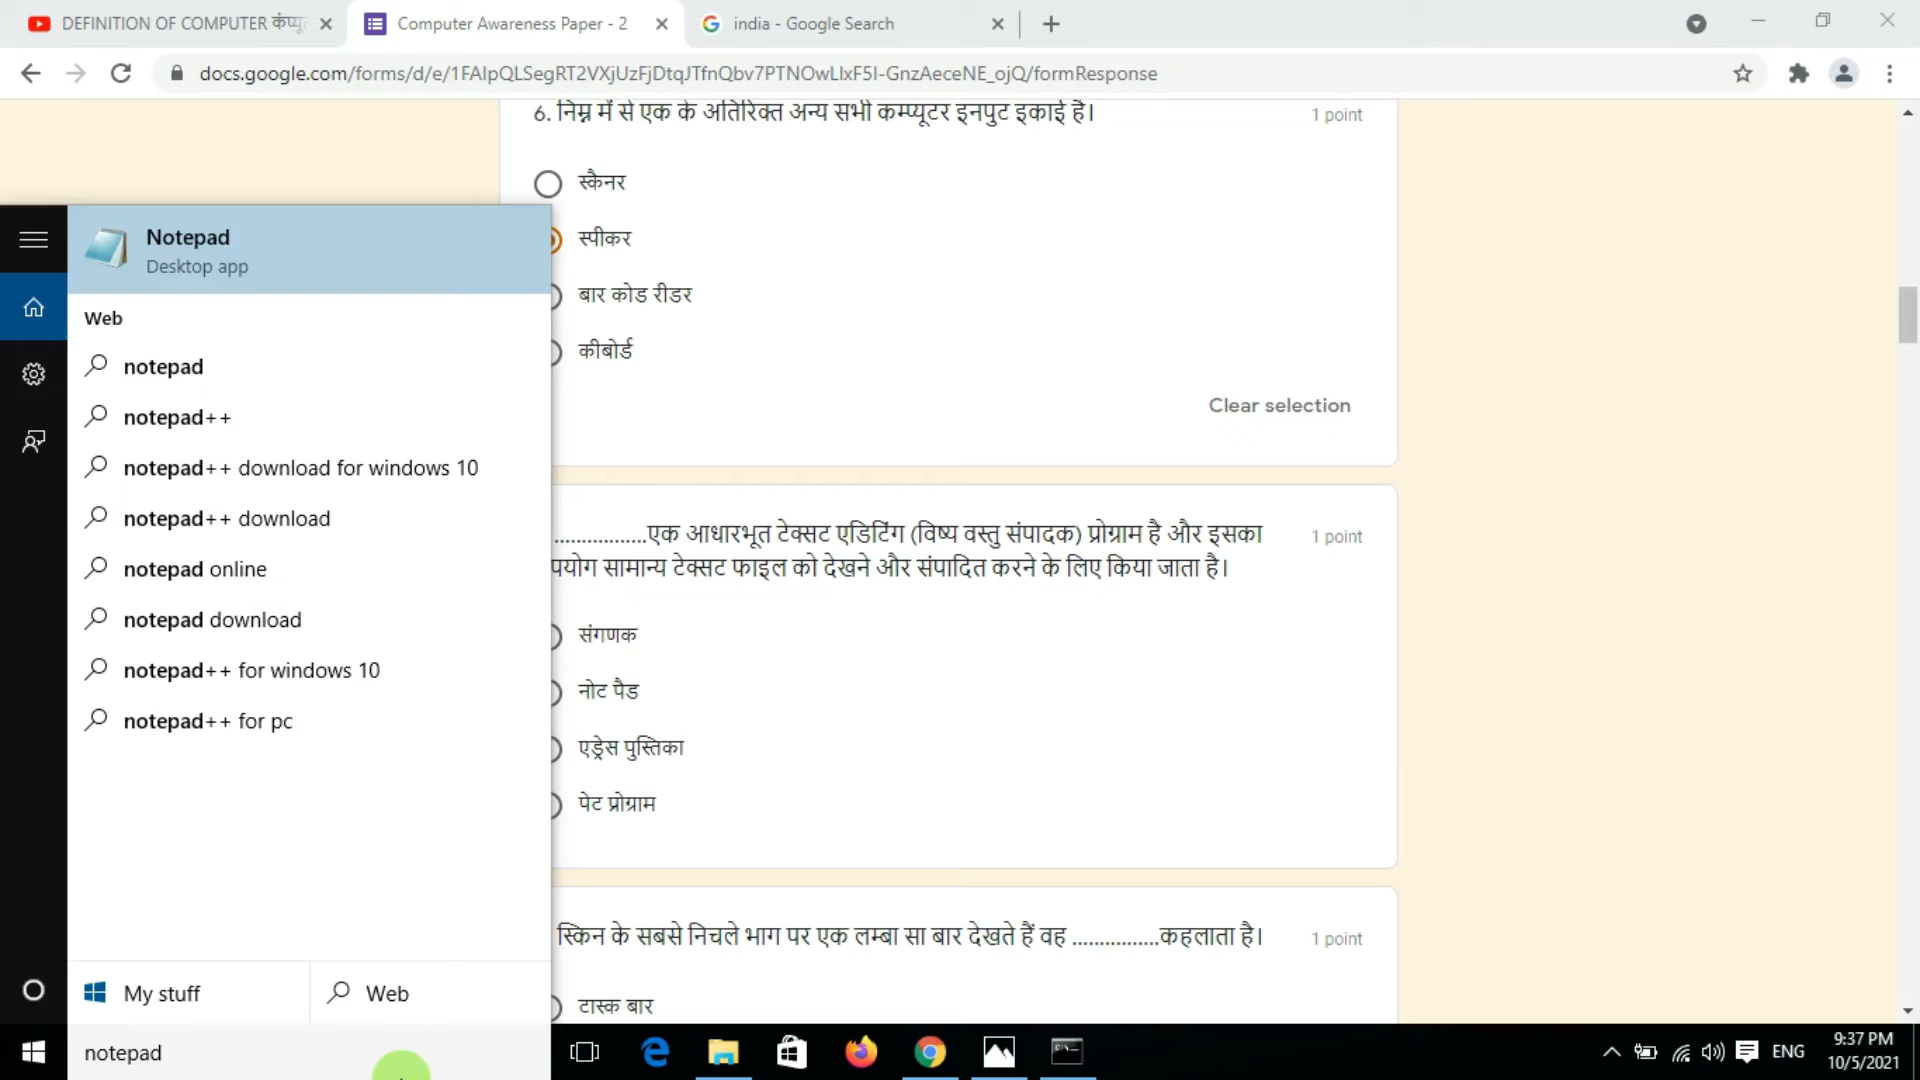 DEFINITION OF COMPUTER
Computer Awareness Paper - 2
india - Google Search
docs.google.com/forms/d/e/1FAIpQLSegRT2VXjUzFjDtqJTfnQbv7PTNOwLlxF5I-GnzAeceNE_ojQ/formResponse
6. निम्न में से एक के अतिरिक्त अन्य सभी कम्प्यूटर इनपुट इकाई है।
1 point
स्कैनर
स्पीकर
बार कोड रीडर
कीबोर्ड
Clear selection
.................एक आधारभूत टेक्सट एडिटिंग (विष्य वस्तु संपादक) प्रोग्राम है और इसका
1 point
पयोग सामान्य टेक्सट फाइल को देखने और संपादित करने के लिए किया जाता है।
संगणक
नोट पैड
एड्रेस पुस्तिका
पेट प्रोग्राम
स्किन के सबसे निचले भाग पर एक लम्बा सा बार देखते हैं वह ................कहलाता है।
1 point
टास्क बार
Notepad
Desktop app
Web
notepad
notepad++
notepad++ download for windows 10
notepad++ download
notepad online
notepad download
notepad++ for windows 10
notepad++ for pc
My stuff
Web
notepad
ENG
9:37 PM
10/5/2021